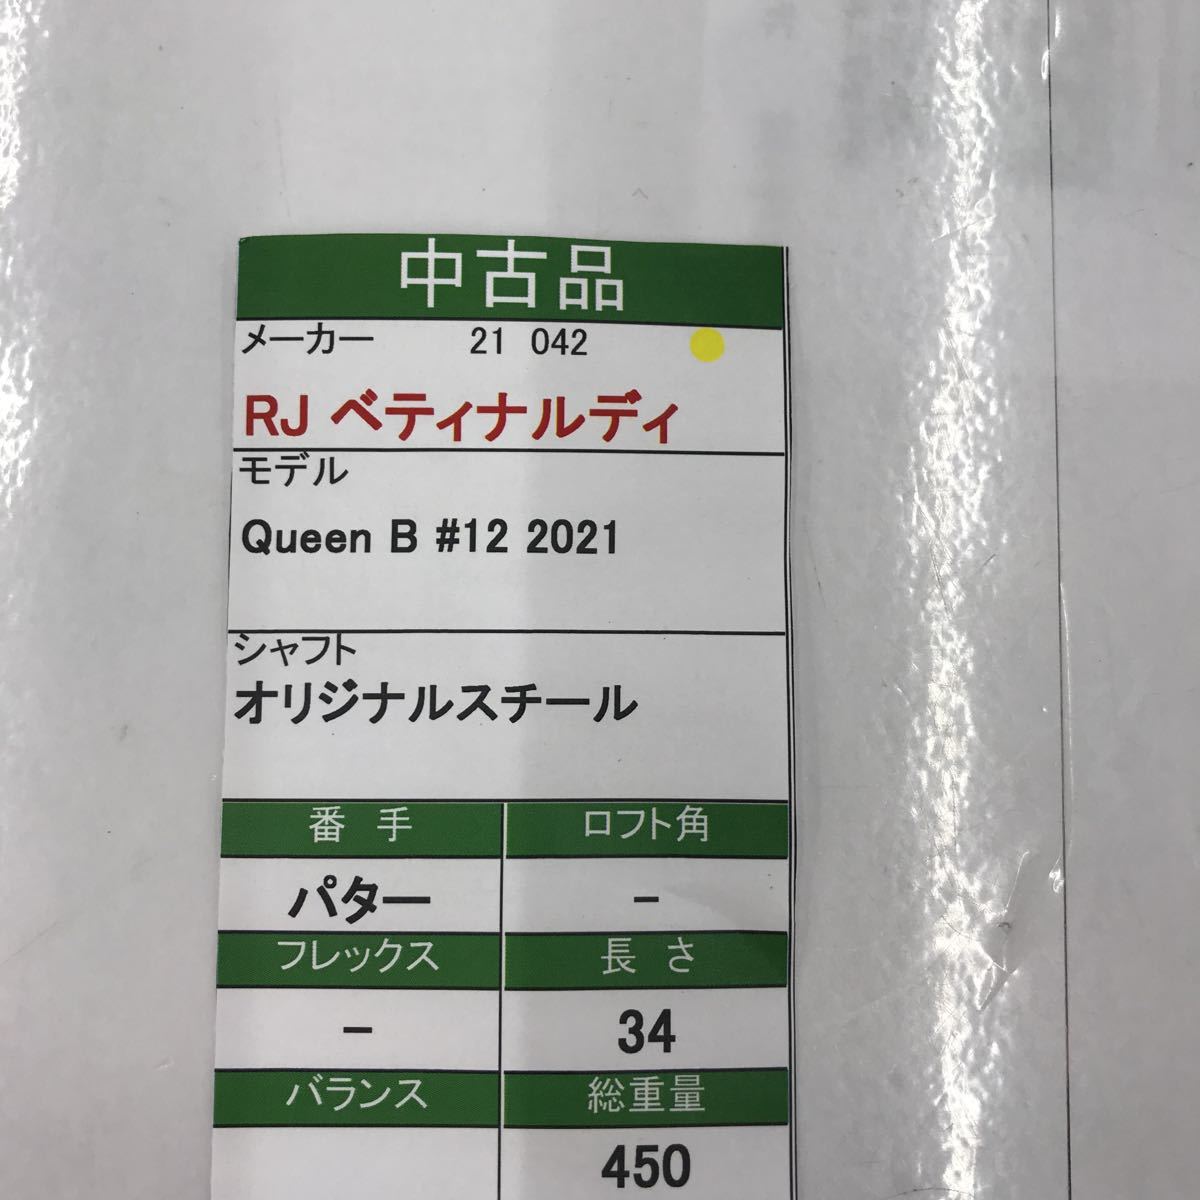 中古品
メーカー 21 042
RJ ベティナルディ
モデル
Queen B #12 2021
シャフト
オリジナルスチール
番 手 ロフト角
パター -
フレックス 長 さ
- 34
バランス 総重量
450